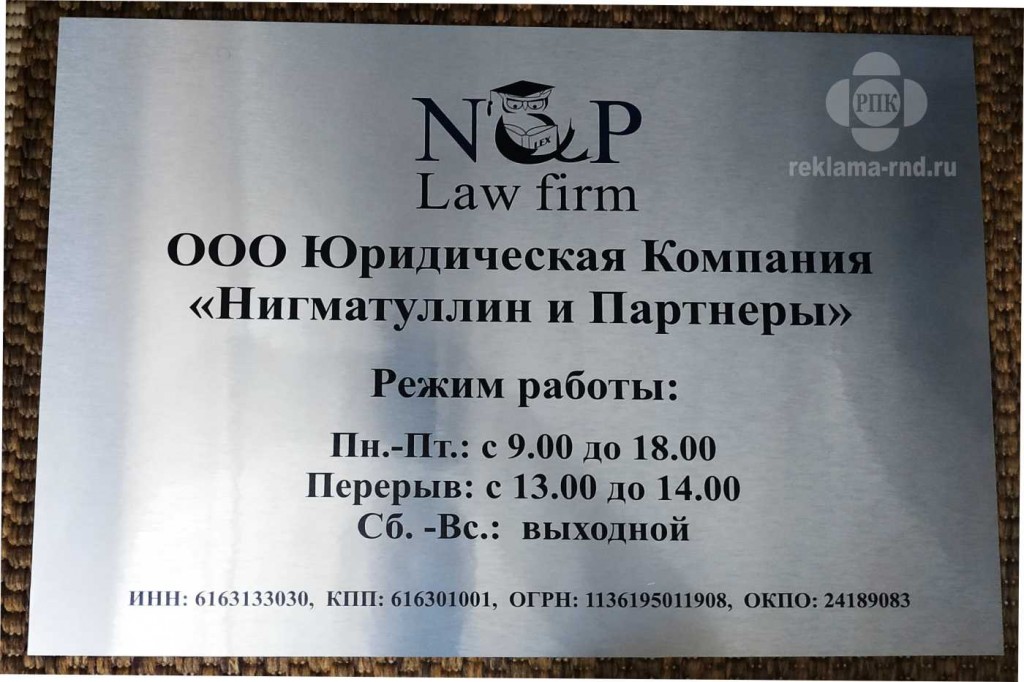 N&P
LEX
Law firm
РПК
reklama-rnd.ru
ООО Юридическая Компания
«Нигматуллин и Партнеры»
Режим работы:
Пн.-Пт.: с 9.00 до 18.00
Перерыв: с 13.00 до 14.00
Сб. -Вс.: выходной
ИНН: 6163133030, КПП: 616301001, ОГРН: 1136195011908, ОКПО: 24189083